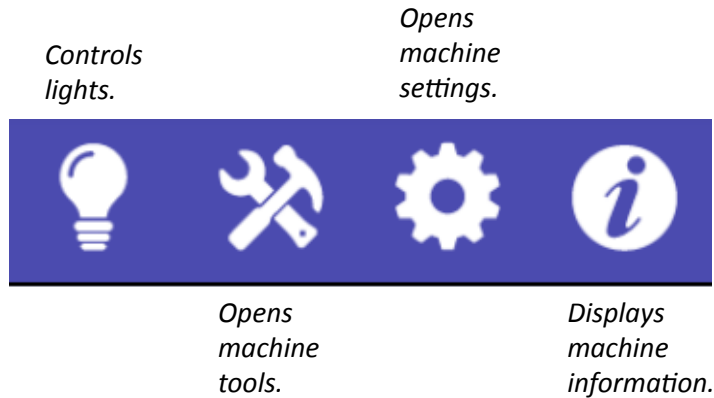 Controls
lights.
Opens
machine
settings.
Opens
machine
tools.
Displays
machine
information.